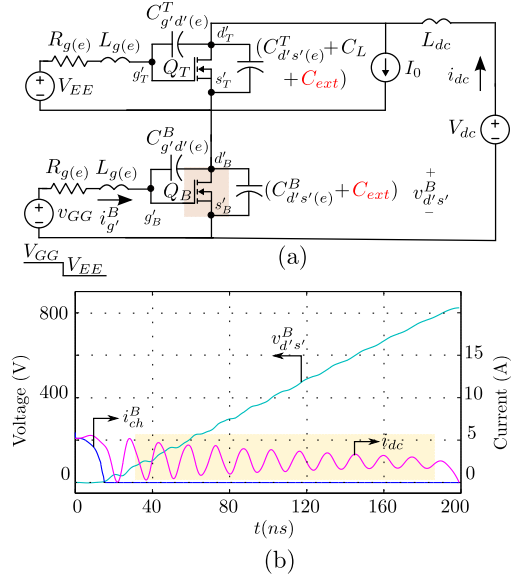 (a)
C^T_{g'd'(e)}
d'_T
R_{g(e)} L_{g(e)}
Q_T
(C^T_{d's'(e)} + C_L
+ C_{ext})
L_{dc}
V_{EE}
g'_T
s'_T
I_0
i_{dc}
V_{dc}
C^B_{g'd'(e)}
d'_B
R_{g(e)} L_{g(e)}
Q_B
(C^B_{d's'(e)} + C_{ext})
+
v^B_{d's'}
−
v_{GG}
i^B_{g'}
g'_B
s'_B
(a)
V_{GG}
V_{EE}
Voltage (V)
800
400
0
v^B_{d's'}
i^B_{ch}
i_{dc}
15
10
5
0
Current (A)
0 40 80 120 160 200
t(ns)
(b)